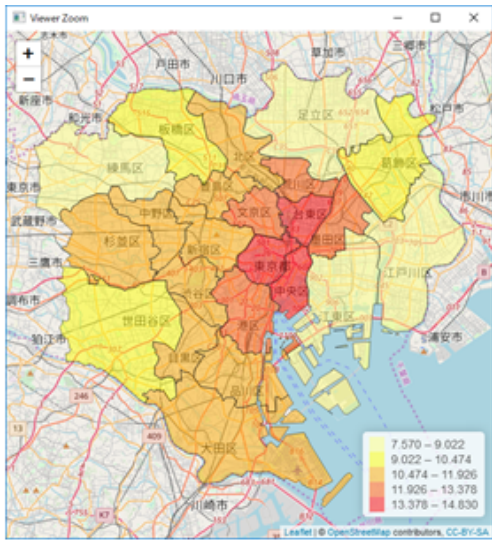 Viewer Zoom
志木市
戸田市
草加市
三郷市
+
−
川口市
新座市
和光市
板橋区
足立区
松戸市
練馬区
北区
葛飾区
東京市
豊島区
荒川区
市川市
武蔵野市
中野区
文京区
台東区
杉並区
新宿区
墨田区
三鷹市
東京都
江戸川区
調布市
渋谷区
中央区
世田谷区
港区
江東区
狛江市
浦安市
目黒区
品川区
246
409
大田区
13
K7
川崎市
7.570 – 9.022
9.022 – 10.474
10.474 – 11.926
11.926 – 13.378
13.378 – 14.830
Leaflet | © OpenStreetMap contributors, CC-BY-SA